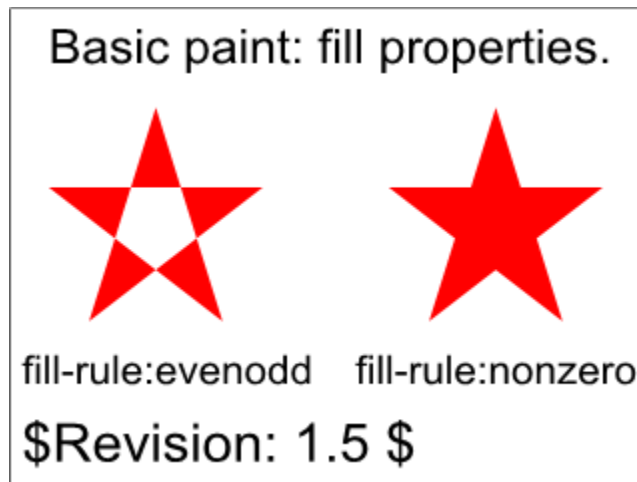 Basic paint: fill properties.
fill-rule:evenodd fill-rule:nonzero
$Revision: 1.5 $